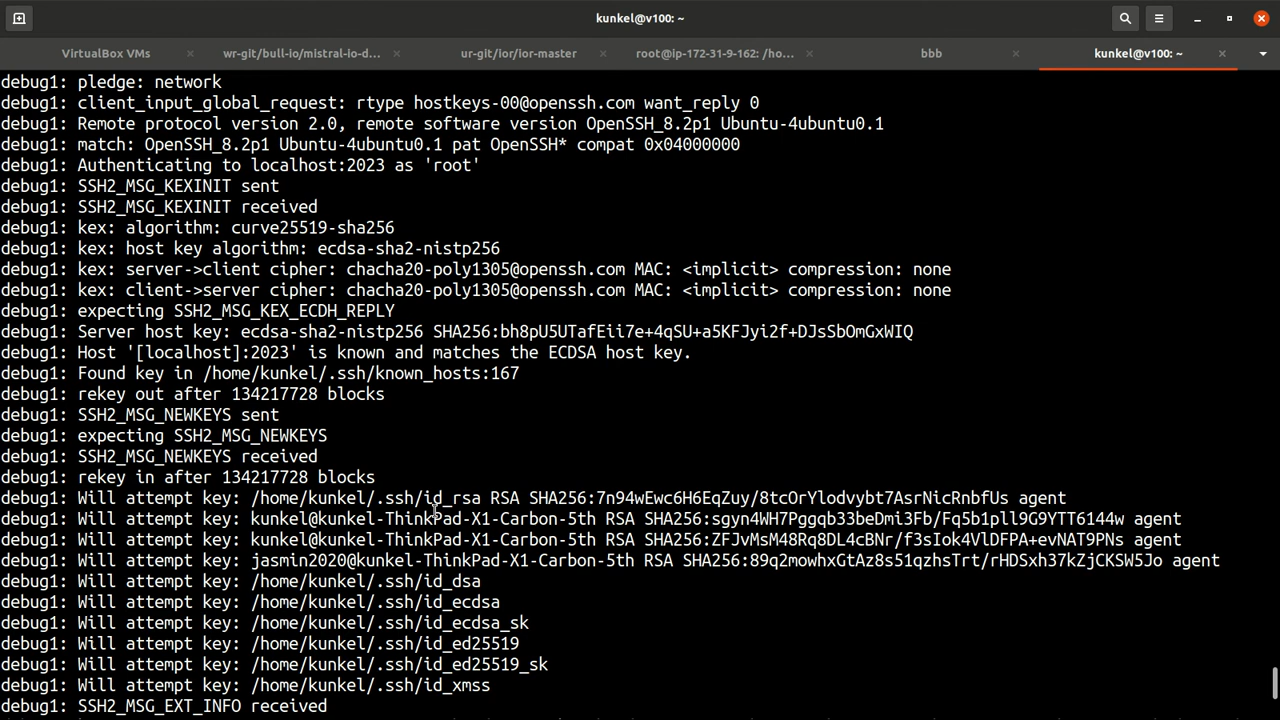 kunkel@v100: ~
VirtualBox VMs
wr-git/bull-io/mistral-io-d...
ur-git/ior/ior-master
root@ip-172-31-9-162: /ho...
bbb
kunkel@v100: ~
debug1: pledge: network
debug1: client_input_global_request: rtype hostkeys-00@openssh.com want_reply 0
debug1: Remote protocol version 2.0, remote software version OpenSSH_8.2p1 Ubuntu-4ubuntu0.1
debug1: match: OpenSSH_8.2p1 Ubuntu-4ubuntu0.1 pat OpenSSH* compat 0x04000000
debug1: Authenticating to localhost:2023 as 'root'
debug1: SSH2_MSG_KEXINIT sent
debug1: SSH2_MSG_KEXINIT received
debug1: kex: algorithm: curve25519-sha256
debug1: kex: host key algorithm: ecdsa-sha2-nistp256
debug1: kex: server->client cipher: chacha20-poly1305@openssh.com MAC: <implicit> compression: none
debug1: kex: client->server cipher: chacha20-poly1305@openssh.com MAC: <implicit> compression: none
debug1: expecting SSH2_MSG_KEX_ECDH_REPLY
debug1: Server host key: ecdsa-sha2-nistp256 SHA256:bh8pU5UTafEii7e+4qSU+a5KFJyi2f+DJsSbOmGxWIQ
debug1: Host '[localhost]:2023' is known and matches the ECDSA host key.
debug1: Found key in /home/kunkel/.ssh/known_hosts:167
debug1: rekey out after 134217728 blocks
debug1: SSH2_MSG_NEWKEYS sent
debug1: expecting SSH2_MSG_NEWKEYS
debug1: SSH2_MSG_NEWKEYS received
debug1: rekey in after 134217728 blocks
debug1: Will attempt key: /home/kunkel/.ssh/id_rsa RSA SHA256:7n94wEwc6H6EqZuy/8tcOrYlodvybt7AsrNicRnbfUs agent
debug1: Will attempt key: kunkel@kunkel-ThinkPad-X1-Carbon-5th RSA SHA256:sgyn4WH7Pggqb33beDmi3Fb/Fq5b1pll9G9YTT6144w agent
debug1: Will attempt key: kunkel@kunkel-ThinkPad-X1-Carbon-5th RSA SHA256:ZFJvMsM48Rq8DL4cBNr/f3sIok4VlDFPA+evNAT9PNs agent
debug1: Will attempt key: jasmin2020@kunkel-ThinkPad-X1-Carbon-5th RSA SHA256:89q2mowhxGtAz8s51qzhsTrt/rHDSxh37kZjCKSW5Jo agent
debug1: Will attempt key: /home/kunkel/.ssh/id_dsa
debug1: Will attempt key: /home/kunkel/.ssh/id_ecdsa
debug1: Will attempt key: /home/kunkel/.ssh/id_ecdsa_sk
debug1: Will attempt key: /home/kunkel/.ssh/id_ed25519
debug1: Will attempt key: /home/kunkel/.ssh/id_ed25519_sk
debug1: Will attempt key: /home/kunkel/.ssh/id_xmss
debug1: SSH2_MSG_EXT_INFO received